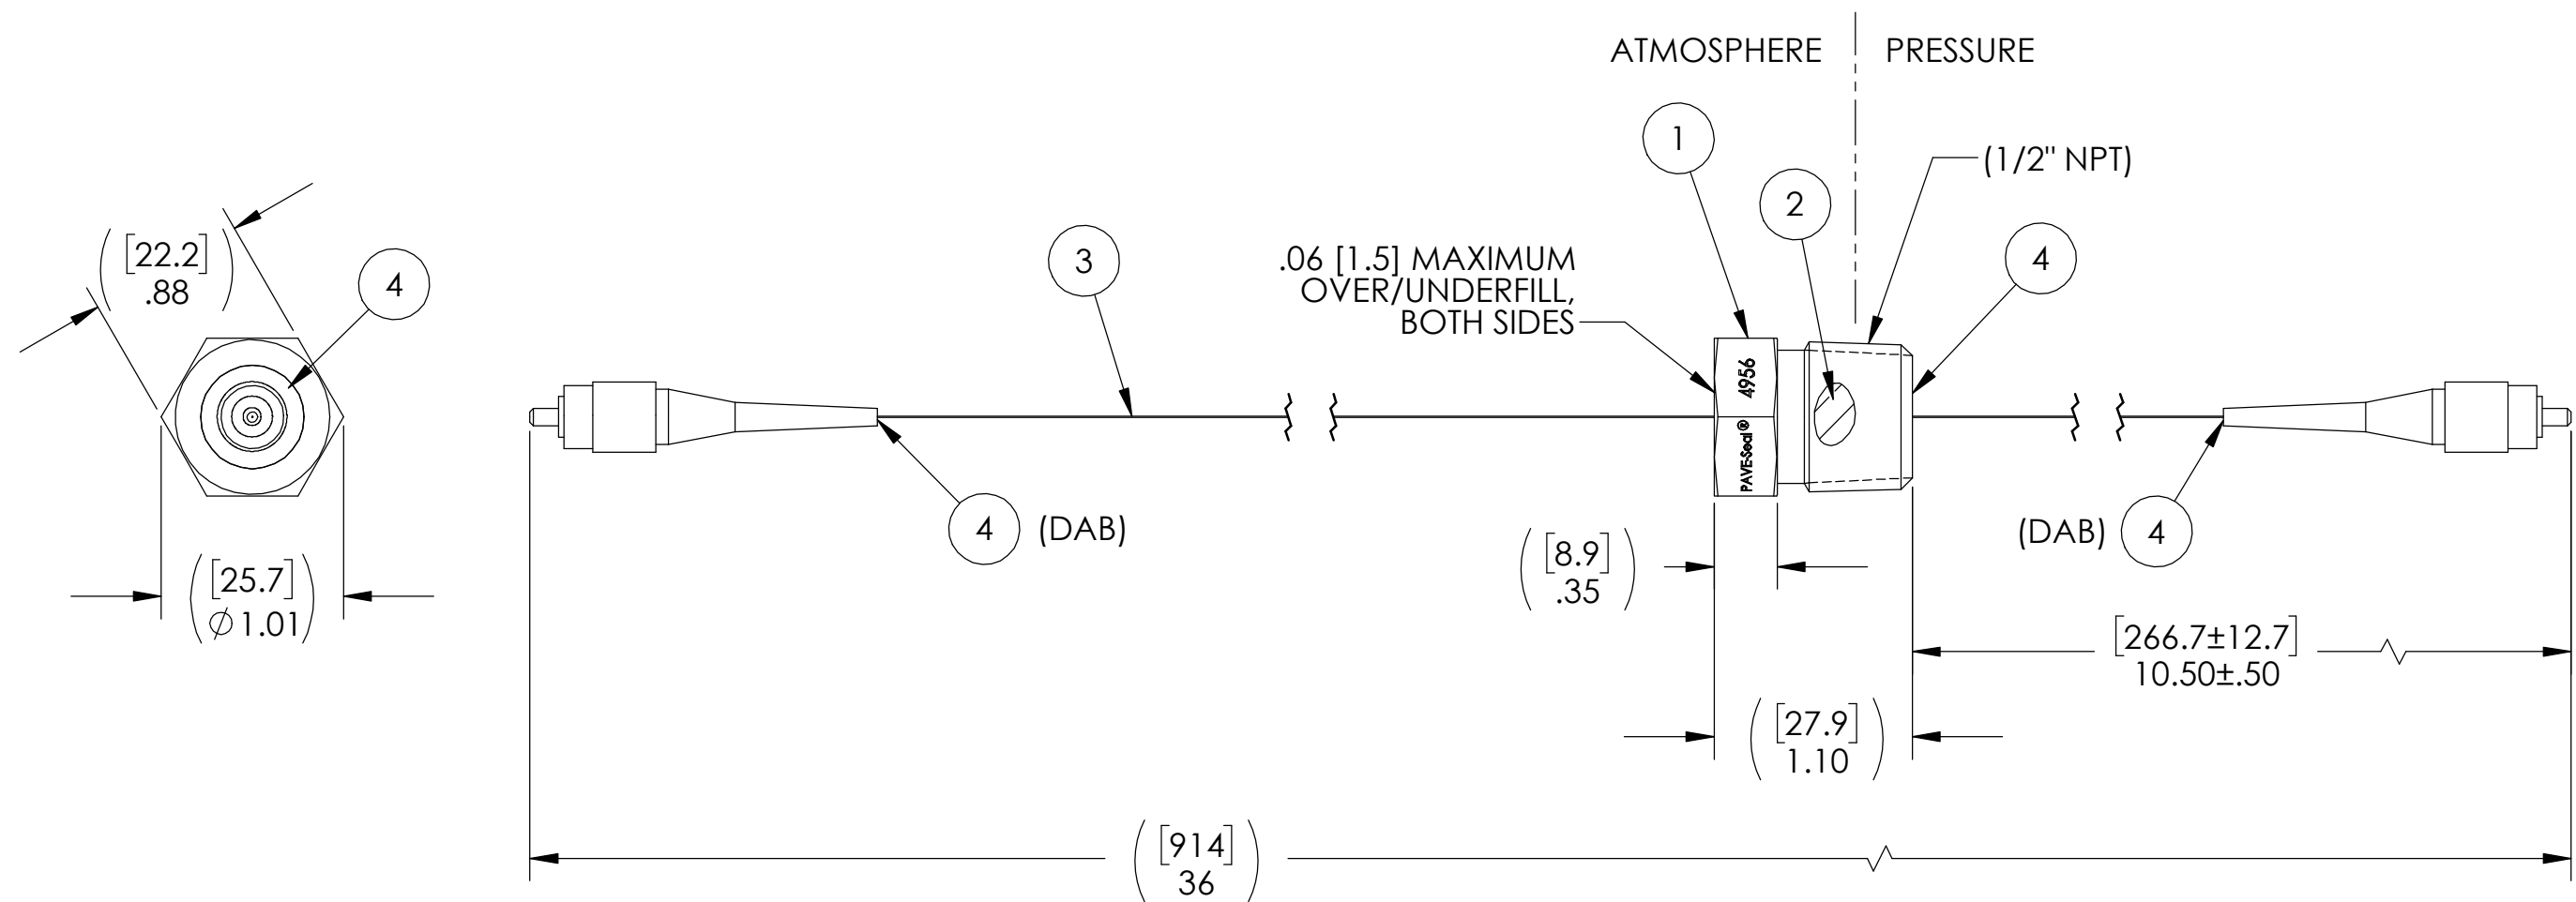 ATMOSPHERE
PRESSURE
1
(1/2" NPT)
2
3
4
4
([22.2]
.88)
.06 [1.5] MAXIMUM
OVER/UNDERFILL,
BOTH SIDES
4956
PAVE-Seal®
4 (DAB)
(DAB) 4
([8.9]
.35)
([25.7]
∅1.01)
[266.7±12.7]
10.50±.50
([27.9]
1.10)
([914]
36)